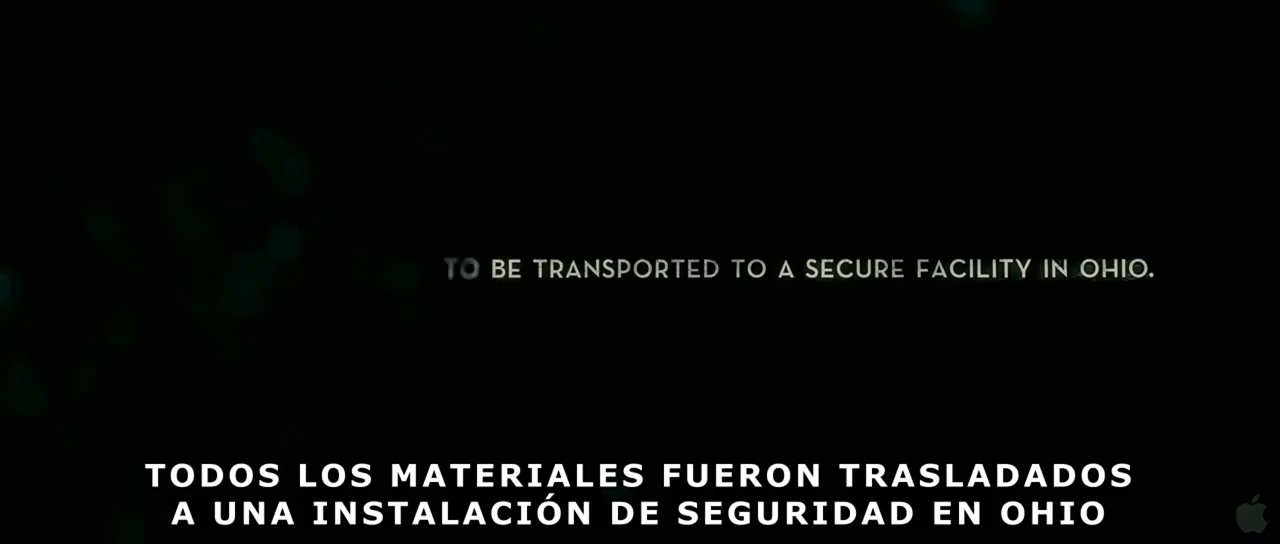 TO BE TRANSPORTED TO A SECURE FACILITY IN OHIO.
TODOS LOS MATERIALES FUERON TRASLADADOS
A UNA INSTALACIÓN DE SEGURIDAD EN OHIO